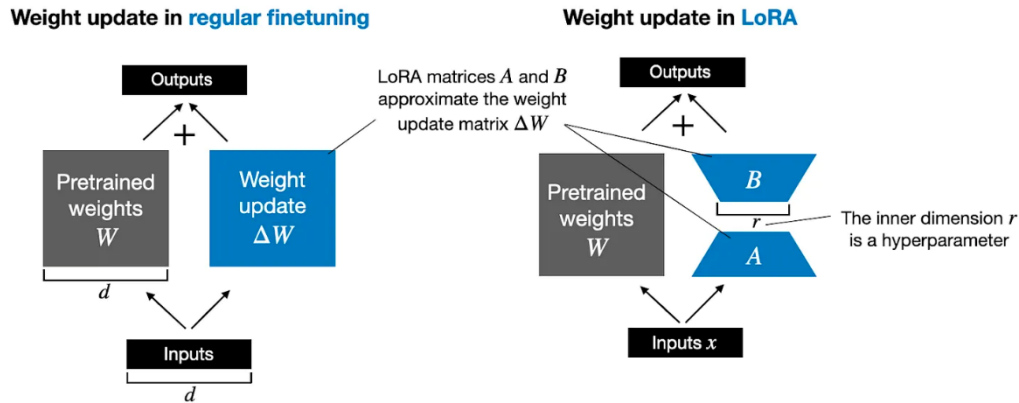 Weight update in regular finetuning
Outputs
+
Pretrained
weights
W
Weight
update
ΔW
d
Inputs
d
LoRA matrices A and B
approximate the weight
update matrix ΔW
Weight update in LoRA
Outputs
+
Pretrained
weights
W
B
r
A
The inner dimension r
is a hyperparameter
Inputs x